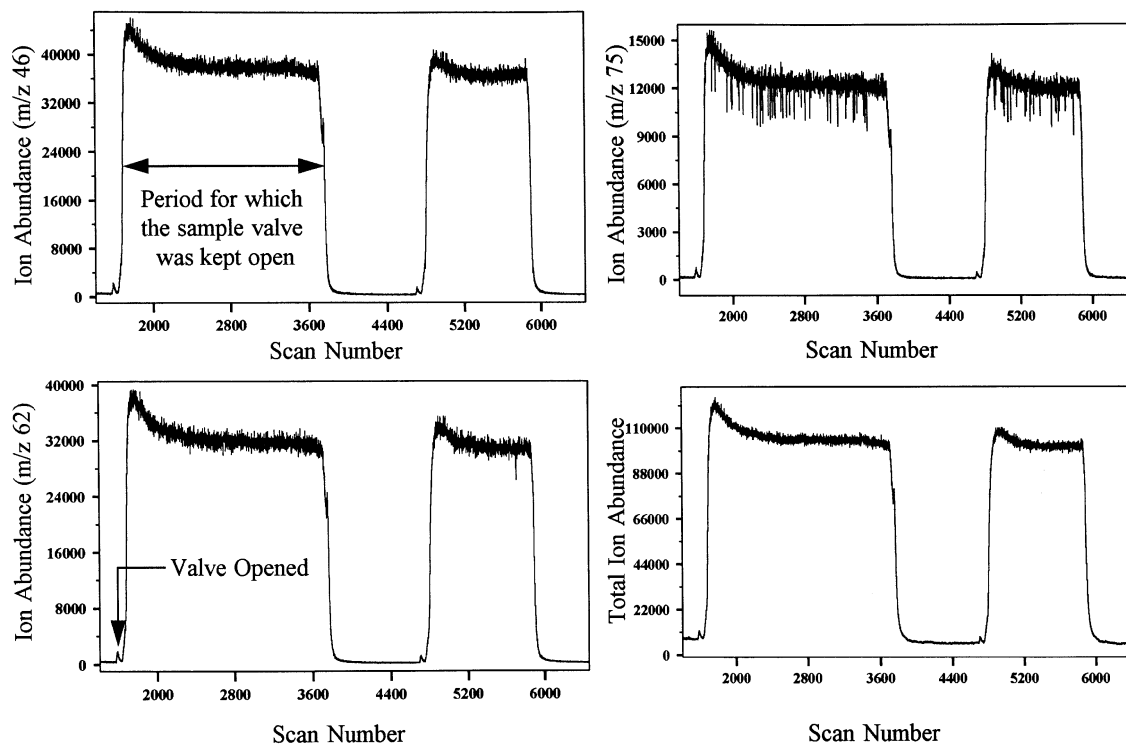 Ion Abundance (m/z 46)
40000
32000
24000
16000
8000
0
Period for which
the sample valve
was kept open
2000 2800 3600 4400 5200 6000
Scan Number
Ion Abundance (m/z 75)
15000
12000
9000
6000
3000
0
2000 2800 3600 4400 5200 6000
Scan Number
Ion Abundance (m/z 62)
40000
32000
24000
16000
8000
0
Valve Opened
2000 2800 3600 4400 5200 6000
Scan Number
Total Ion Abundance
110000
88000
66000
44000
22000
0
2000 2800 3600 4400 5200 6000
Scan Number